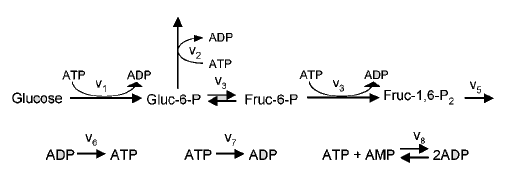 ADP
v2
ATP
ATP v1 ADP v3 ATP v3 ADP
Glucose Gluc-6-P Fruc-6-P Fruc-1,6-P2 v5
v6 v7 v8
ADP ATP ATP ADP ATP + AMP 2ADP